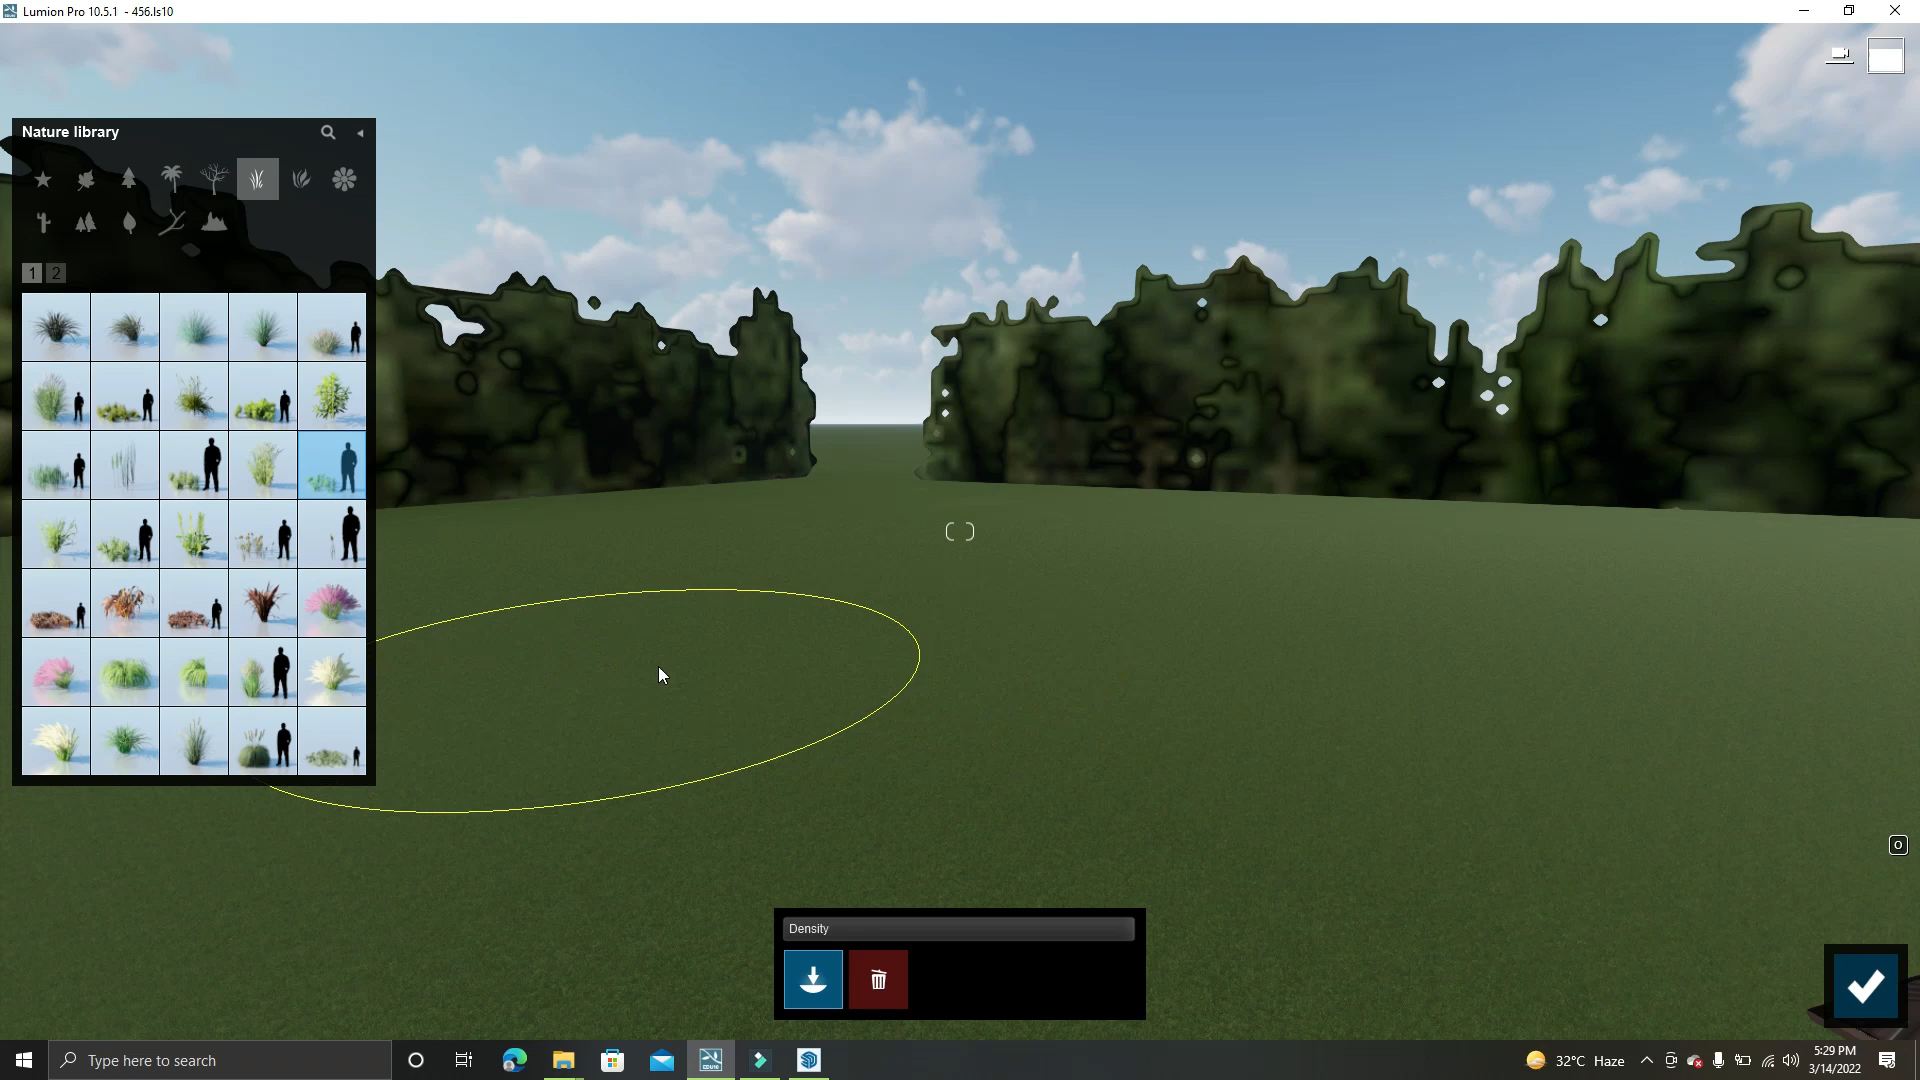 Lumion Pro 10.5.1 - 456.ls10
Nature library
1 2
O
Density
Type here to search
EDU10
32°C Haze
5:29 PM
3/14/2022